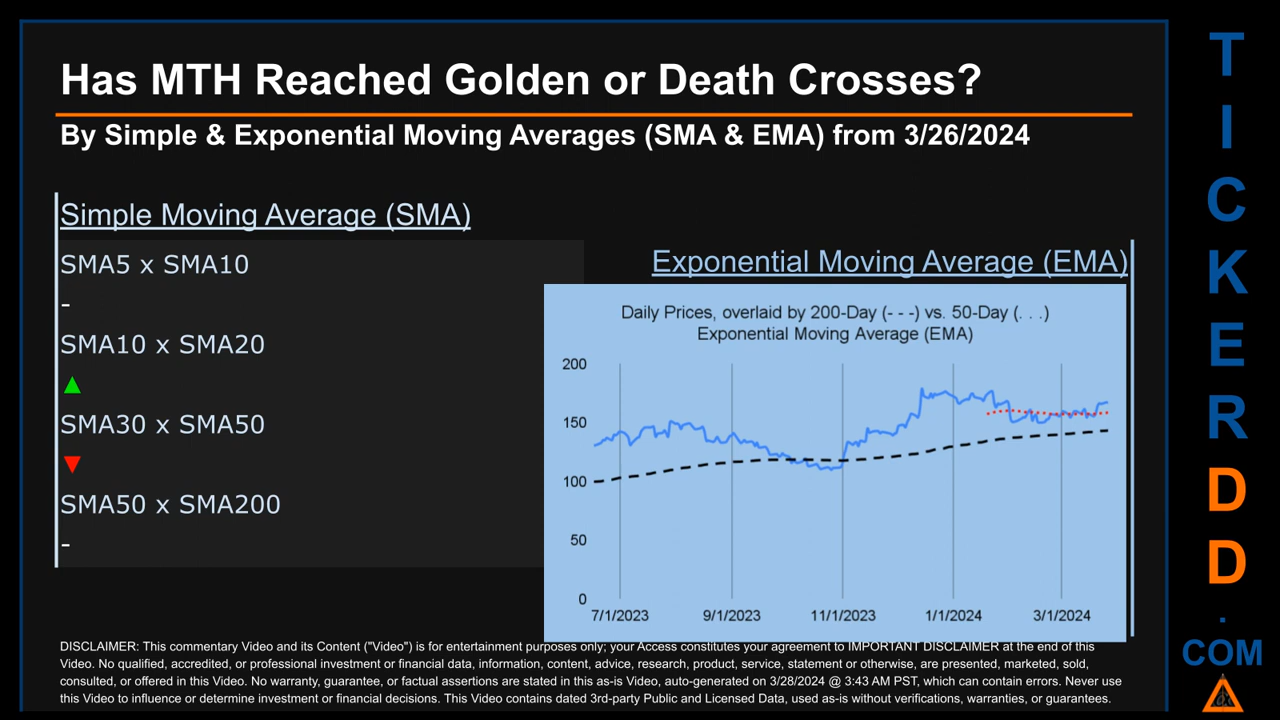 Has MTH Reached Golden or Death Crosses?
By Simple & Exponential Moving Averages (SMA & EMA) from 3/26/2024
Simple Moving Average (SMA)
SMA5 x SMA10
-
SMA10 x SMA20
▲
SMA30 x SMA50
▼
SMA50 x SMA200
-
Exponential Moving Average (EMA)
Daily Prices, overlaid by 200-Day (- - -) vs. 50-Day (. . .)
Exponential Moving Average (EMA)
200
150
100
50
0
7/1/2023 9/1/2023 11/1/2023 1/1/2024 3/1/2024
DISCLAIMER: This commentary Video and its Content ("Video") is for entertainment purposes only; your Access constitutes your agreement to IMPORTANT DISCLAIMER at the end of this
Video. No qualified, accredited, or professional investment or financial data, information, content, advice, research, product, service, statement or otherwise, are presented, marketed, sold,
consulted, or offered in this Video. No warranty, guarantee, or factual assertions are stated in this as-is Video, auto-generated on 3/28/2024 @ 3:43 AM PST, which can contain errors. Never use
this Video to influence or determine investment or financial decisions. This Video contains dated 3rd-party Public and Licensed Data, used as-is without verifications, warranties, or guarantees.
T
I
C
K
E
R
D
D
.
COM